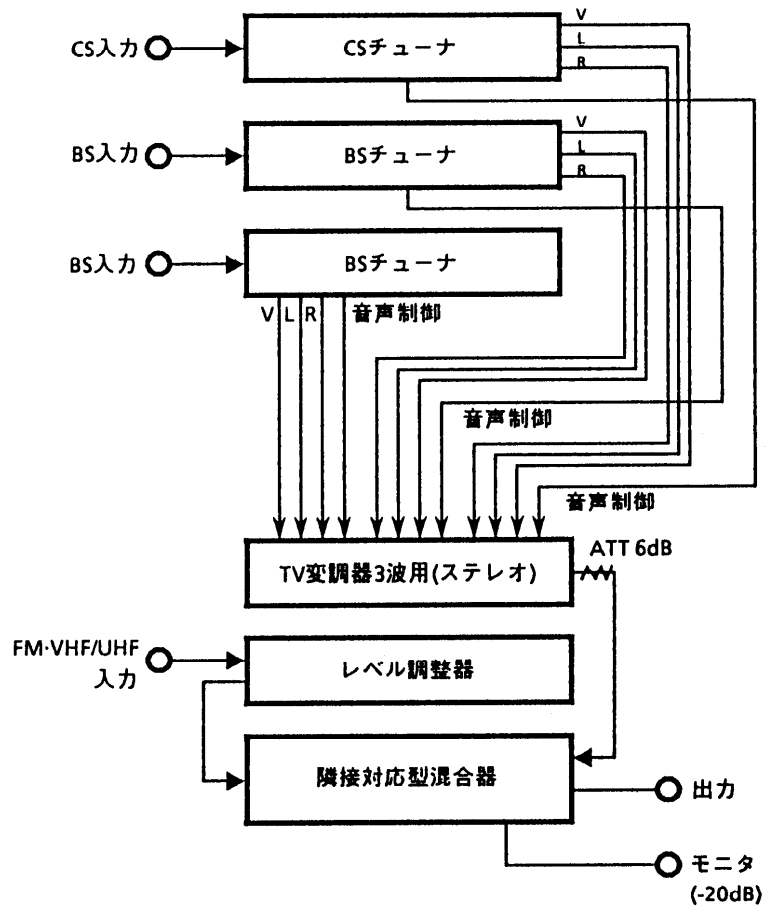 CS入力
CSチューナ
V
L
R
BS入力
BSチューナ
V
L
R
BS入力
BSチューナ
V
L
R
音声制御
音声制御
音声制御
ATT 6dB
TV変調器3波用(ステレオ)
FM·VHF/UHF
入力
レベル調整器
隣接対応型混合器
出力
モニタ
(-20dB)